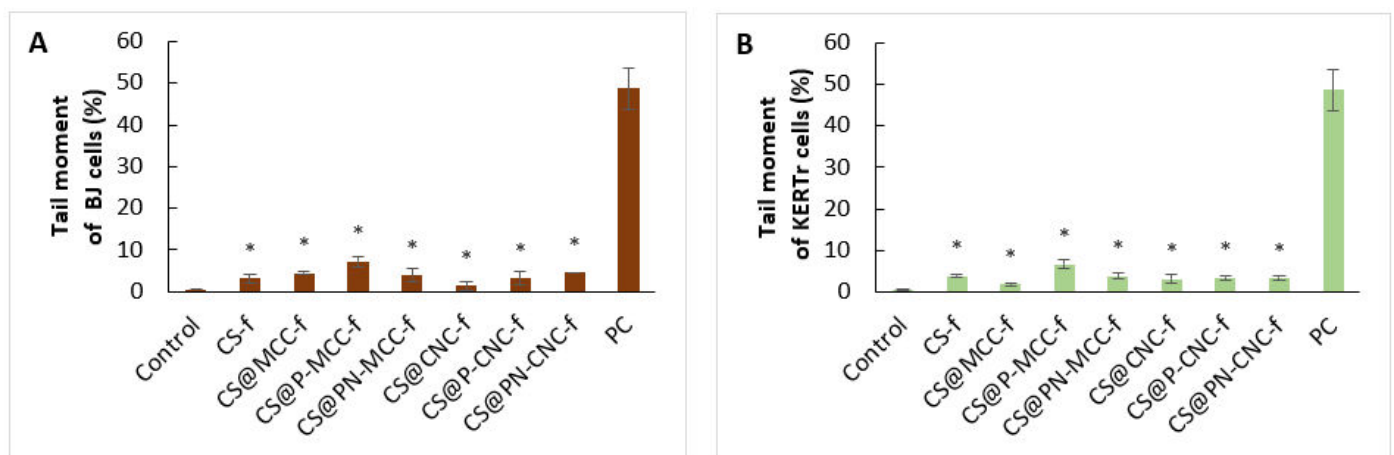 A
Tail moment
of BJ cells (%)
60
50
40
30
20
10
0
* * * * * * *
Control
CS-f
CS@MCC-f
CS@P-MCC-f
CS@PN-MCC-f
CS@CNC-f
CS@P-CNC-f
CS@PN-CNC-f
PC
B
Tail moment
of KERTr cells (%)
60
50
40
30
20
10
0
* * * * * * *
Control
CS-f
CS@MCC-f
CS@P-MCC-f
CS@PN-MCC-f
CS@CNC-f
CS@P-CNC-f
CS@PN-CNC-f
PC